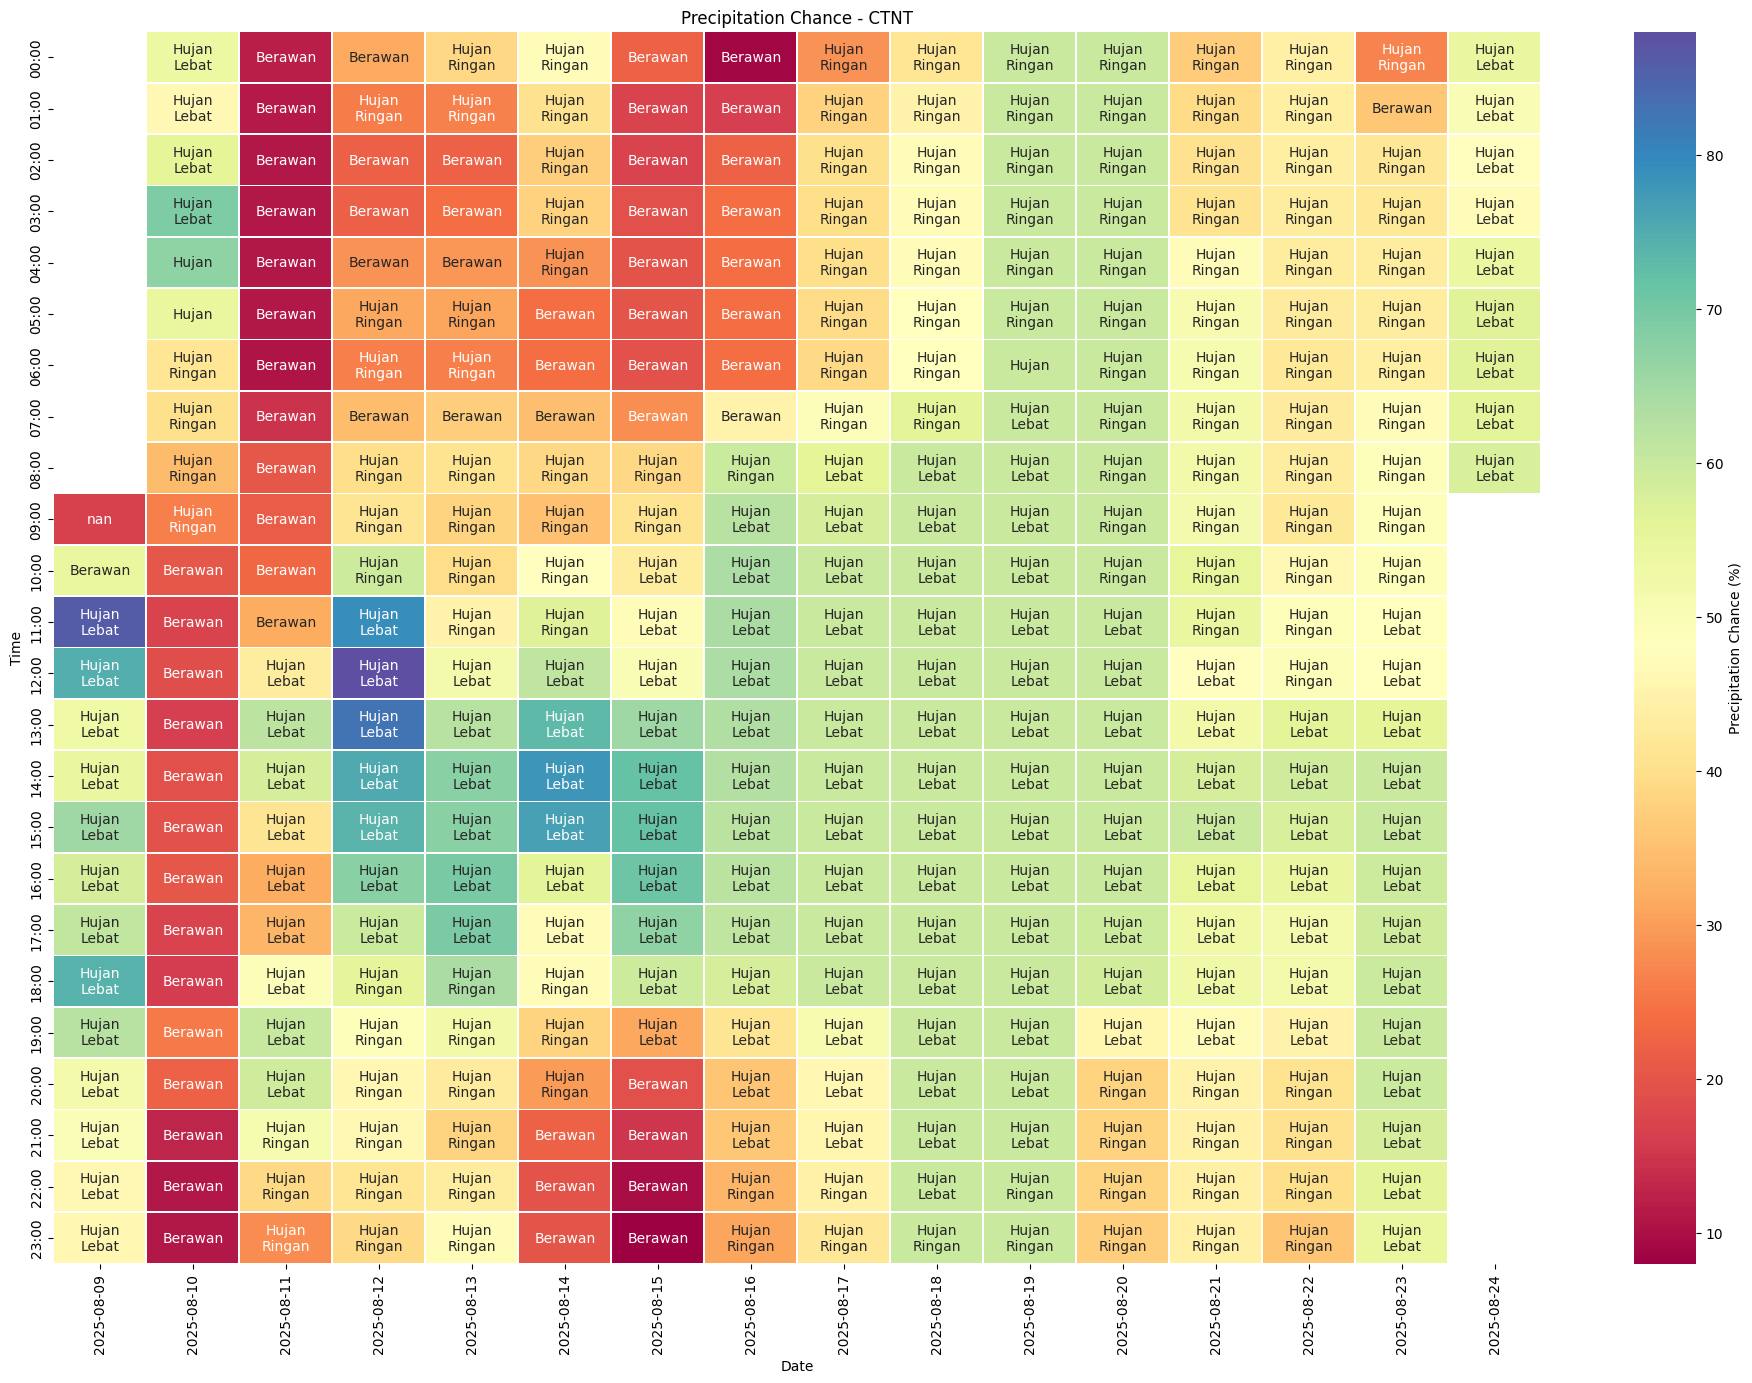 Precipitation Chance - CTNT
Time
00:00 Hujan Lebat Berawan Berawan Hujan Ringan Hujan Ringan Berawan Berawan Hujan Ringan Hujan Ringan Hujan Ringan Hujan Ringan Hujan Ringan Hujan Ringan Hujan Ringan Hujan Lebat
01:00 Hujan Lebat Berawan Hujan Ringan Hujan Ringan Hujan Ringan Berawan Berawan Hujan Ringan Hujan Ringan Hujan Ringan Hujan Ringan Hujan Ringan Hujan Ringan Berawan Hujan Lebat
02:00 Hujan Lebat Berawan Berawan Berawan Hujan Ringan Berawan Berawan Hujan Ringan Hujan Ringan Hujan Ringan Hujan Ringan Hujan Ringan Hujan Ringan Hujan Ringan Hujan Lebat
03:00 Hujan Lebat Berawan Berawan Berawan Hujan Ringan Berawan Berawan Hujan Ringan Hujan Ringan Hujan Ringan Hujan Ringan Hujan Ringan Hujan Ringan Hujan Ringan Hujan Lebat
04:00 Hujan Berawan Berawan Berawan Hujan Ringan Berawan Berawan Hujan Ringan Hujan Ringan Hujan Ringan Hujan Ringan Hujan Ringan Hujan Ringan Hujan Ringan Hujan Lebat
05:00 Hujan Berawan Hujan Ringan Hujan Ringan Berawan Berawan Berawan Hujan Ringan Hujan Ringan Hujan Ringan Hujan Ringan Hujan Ringan Hujan Ringan Hujan Ringan Hujan Lebat
06:00 Hujan Ringan Berawan Hujan Ringan Hujan Ringan Berawan Berawan Berawan Hujan Ringan Hujan Ringan Hujan Hujan Ringan Hujan Ringan Hujan Ringan Hujan Ringan Hujan Lebat
07:00 Hujan Ringan Berawan Berawan Berawan Berawan Berawan Berawan Hujan Ringan Hujan Ringan Hujan Lebat Hujan Ringan Hujan Ringan Hujan Ringan Hujan Ringan Hujan Lebat
08:00 Hujan Ringan Berawan Hujan Ringan Hujan Ringan Hujan Ringan Hujan Ringan Hujan Ringan Hujan Lebat Hujan Lebat Hujan Lebat Hujan Ringan Hujan Ringan Hujan Ringan Hujan Ringan Hujan Lebat
09:00 nan Hujan Ringan Berawan Hujan Ringan Hujan Ringan Hujan Ringan Hujan Ringan Hujan Lebat Hujan Lebat Hujan Lebat Hujan Lebat Hujan Ringan Hujan Ringan Hujan Ringan Hujan Ringan
10:00 Berawan Berawan Berawan Hujan Ringan Hujan Ringan Hujan Ringan Hujan Lebat Hujan Lebat Hujan Lebat Hujan Lebat Hujan Lebat Hujan Ringan Hujan Ringan Hujan Ringan Hujan Ringan
11:00 Hujan Lebat Berawan Berawan Hujan Lebat Hujan Ringan Hujan Ringan Hujan Lebat Hujan Lebat Hujan Lebat Hujan Lebat Hujan Lebat Hujan Lebat Hujan Ringan Hujan Ringan Hujan Lebat
12:00 Hujan Lebat Berawan Hujan Lebat Hujan Lebat Hujan Lebat Hujan Lebat Hujan Lebat Hujan Lebat Hujan Lebat Hujan Lebat Hujan Lebat Hujan Lebat Hujan Lebat Hujan Ringan Hujan Lebat
13:00 Hujan Lebat Berawan Hujan Lebat Hujan Lebat Hujan Lebat Hujan Lebat Hujan Lebat Hujan Lebat Hujan Lebat Hujan Lebat Hujan Lebat Hujan Lebat Hujan Lebat Hujan Lebat Hujan Lebat
14:00 Hujan Lebat Berawan Hujan Lebat Hujan Lebat Hujan Lebat Hujan Lebat Hujan Lebat Hujan Lebat Hujan Lebat Hujan Lebat Hujan Lebat Hujan Lebat Hujan Lebat Hujan Lebat Hujan Lebat
15:00 Hujan Lebat Berawan Hujan Lebat Hujan Lebat Hujan Lebat Hujan Lebat Hujan Lebat Hujan Lebat Hujan Lebat Hujan Lebat Hujan Lebat Hujan Lebat Hujan Lebat Hujan Lebat Hujan Lebat
16:00 Hujan Lebat Berawan Hujan Lebat Hujan Lebat Hujan Lebat Hujan Lebat Hujan Lebat Hujan Lebat Hujan Lebat Hujan Lebat Hujan Lebat Hujan Lebat Hujan Lebat Hujan Lebat Hujan Lebat
17:00 Hujan Lebat Berawan Hujan Lebat Hujan Lebat Hujan Lebat Hujan Lebat Hujan Lebat Hujan Lebat Hujan Lebat Hujan Lebat Hujan Lebat Hujan Lebat Hujan Lebat Hujan Lebat Hujan Lebat
18:00 Hujan Lebat Berawan Hujan Lebat Hujan Ringan Hujan Ringan Hujan Ringan Hujan Lebat Hujan Lebat Hujan Lebat Hujan Lebat Hujan Lebat Hujan Lebat Hujan Lebat Hujan Lebat Hujan Lebat
19:00 Hujan Lebat Berawan Hujan Lebat Hujan Ringan Hujan Ringan Hujan Ringan Hujan Lebat Hujan Lebat Hujan Lebat Hujan Lebat Hujan Lebat Hujan Lebat Hujan Lebat Hujan Lebat Hujan Lebat
20:00 Hujan Lebat Berawan Hujan Lebat Hujan Ringan Hujan Ringan Hujan Ringan Berawan Hujan Lebat Hujan Lebat Hujan Lebat Hujan Lebat Hujan Ringan Hujan Ringan Hujan Ringan Hujan Lebat
21:00 Hujan Lebat Berawan Hujan Ringan Hujan Ringan Hujan Ringan Berawan Berawan Hujan Lebat Hujan Lebat Hujan Lebat Hujan Lebat Hujan Ringan Hujan Ringan Hujan Ringan Hujan Lebat
22:00 Hujan Lebat Berawan Hujan Ringan Hujan Ringan Hujan Ringan Berawan Berawan Hujan Ringan Hujan Ringan Hujan Lebat Hujan Ringan Hujan Ringan Hujan Ringan Hujan Ringan Hujan Lebat
23:00 Hujan Lebat Berawan Hujan Ringan Hujan Ringan Hujan Ringan Berawan Berawan Hujan Ringan Hujan Ringan Hujan Ringan Hujan Ringan Hujan Ringan Hujan Ringan Hujan Ringan Hujan Lebat
2025-08-09 2025-08-10 2025-08-11 2025-08-12 2025-08-13 2025-08-14 2025-08-15 2025-08-16 2025-08-17 2025-08-18 2025-08-19 2025-08-20 2025-08-21 2025-08-22 2025-08-23 2025-08-24
Date
80
70
60
50
40
30
20
10
Precipitation Chance (%)